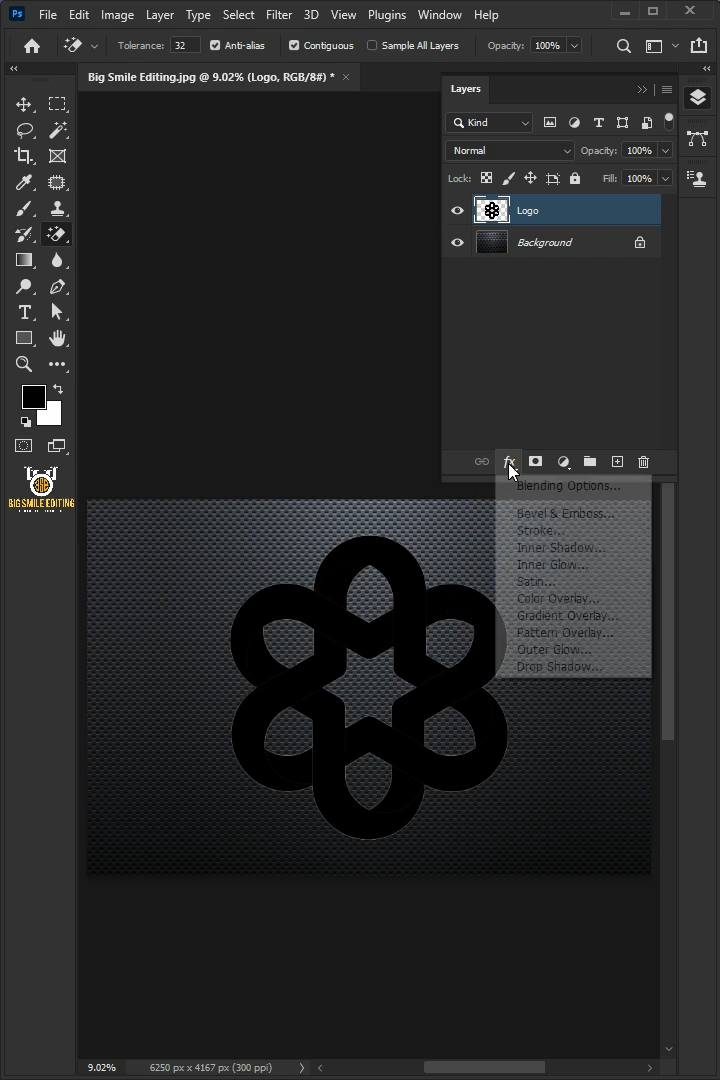 Ps File Edit Image Layer Type Select Filter 3D View Plugins Window Help
Tolerance: 32 Anti-alias Contiguous Sample All Layers Opacity: 100%
Big Smile Editing.jpg @ 9.02% (Logo, RGB/8#) *
Layers
Kind
Normal Opacity: 100%
Lock: Fill: 100%
Logo
Background
fx
BIG SMILE EDITING
Blending Options...
Bevel & Emboss...
Stroke...
Inner Shadow...
Inner Glow...
Satin...
Color Overlay...
Gradient Overlay...
Pattern Overlay...
Outer Glow...
Drop Shadow...
9.02% 6250 px x 4167 px (300 ppi)